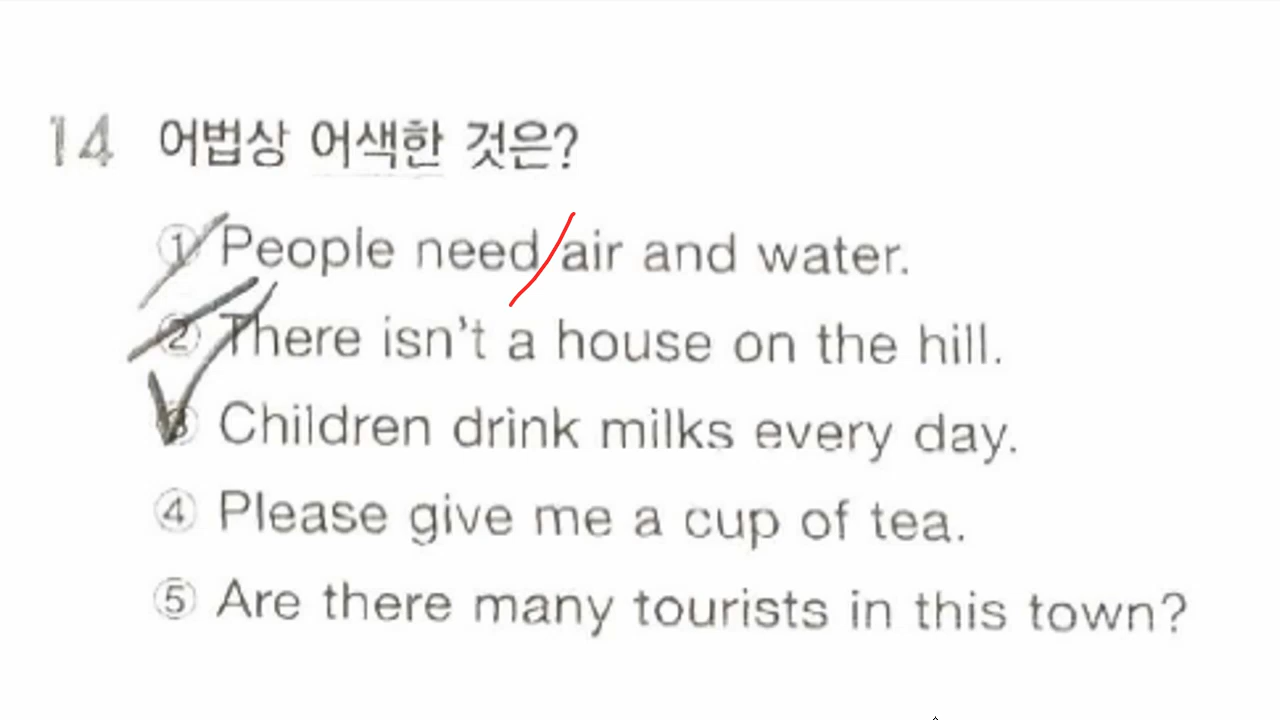 14 어법상 어색한 것은?
① People need air and water.
② There isn't a house on the hill.
③ Children drink milks every day.
④ Please give me a cup of tea.
⑤ Are there many tourists in this town?